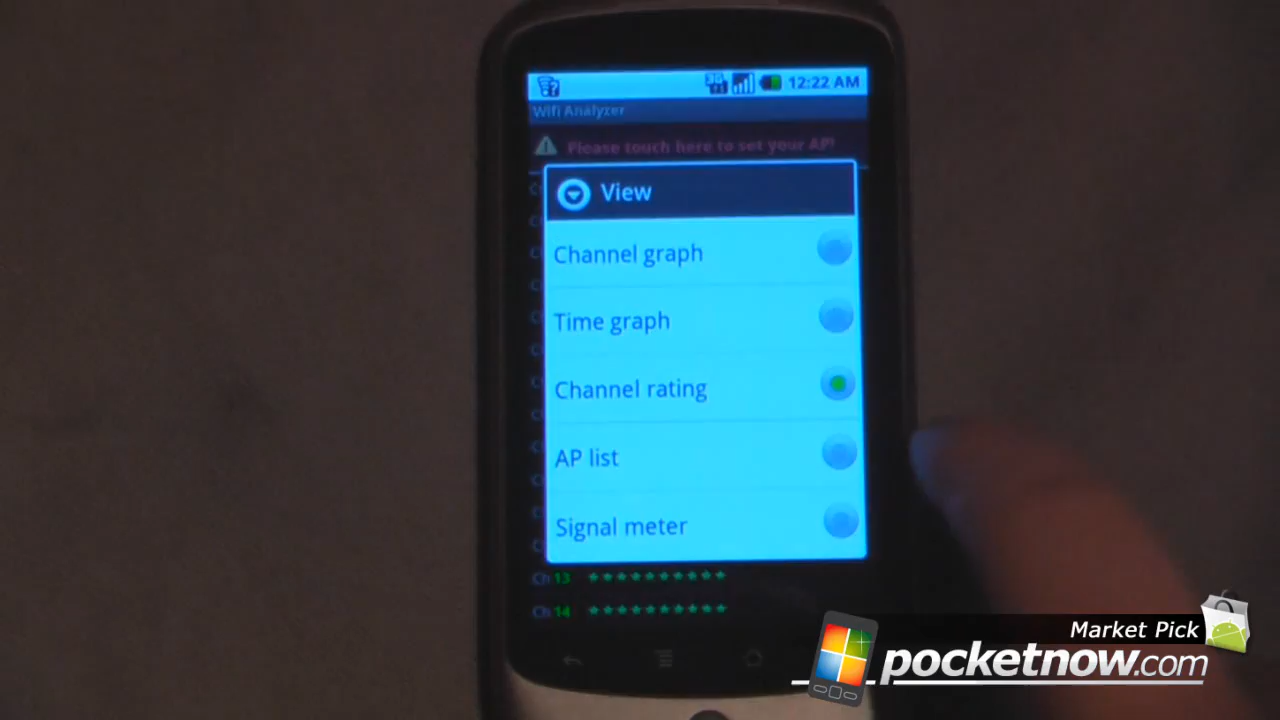 3G
12:22 AM
Wifi Analyzer
Please touch here to set your AP!
View
Channel graph
Time graph
Channel rating
AP list
Signal meter
Ch 13 ★★★★★★★★★★
Ch 14 ★★★★★★★★★★
Market Pick
pocketnow.com